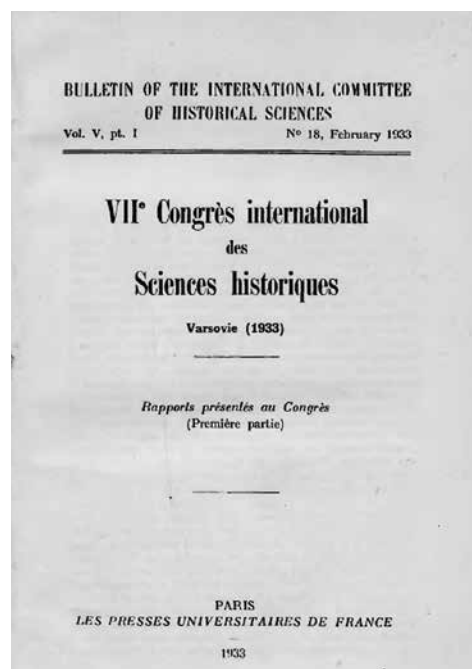 BULLETIN OF THE INTERNATIONAL COMMITTEE
OF HISTORICAL SCIENCES
Vol. V, pt. I Nº 18, February 1933
VIIᵉ Congrès international
des
Sciences historiques
Varsovie (1933)
Rapports présentés au Congrès
(Première partie)
PARIS
LES PRESSES UNIVERSITAIRES DE FRANCE
1933